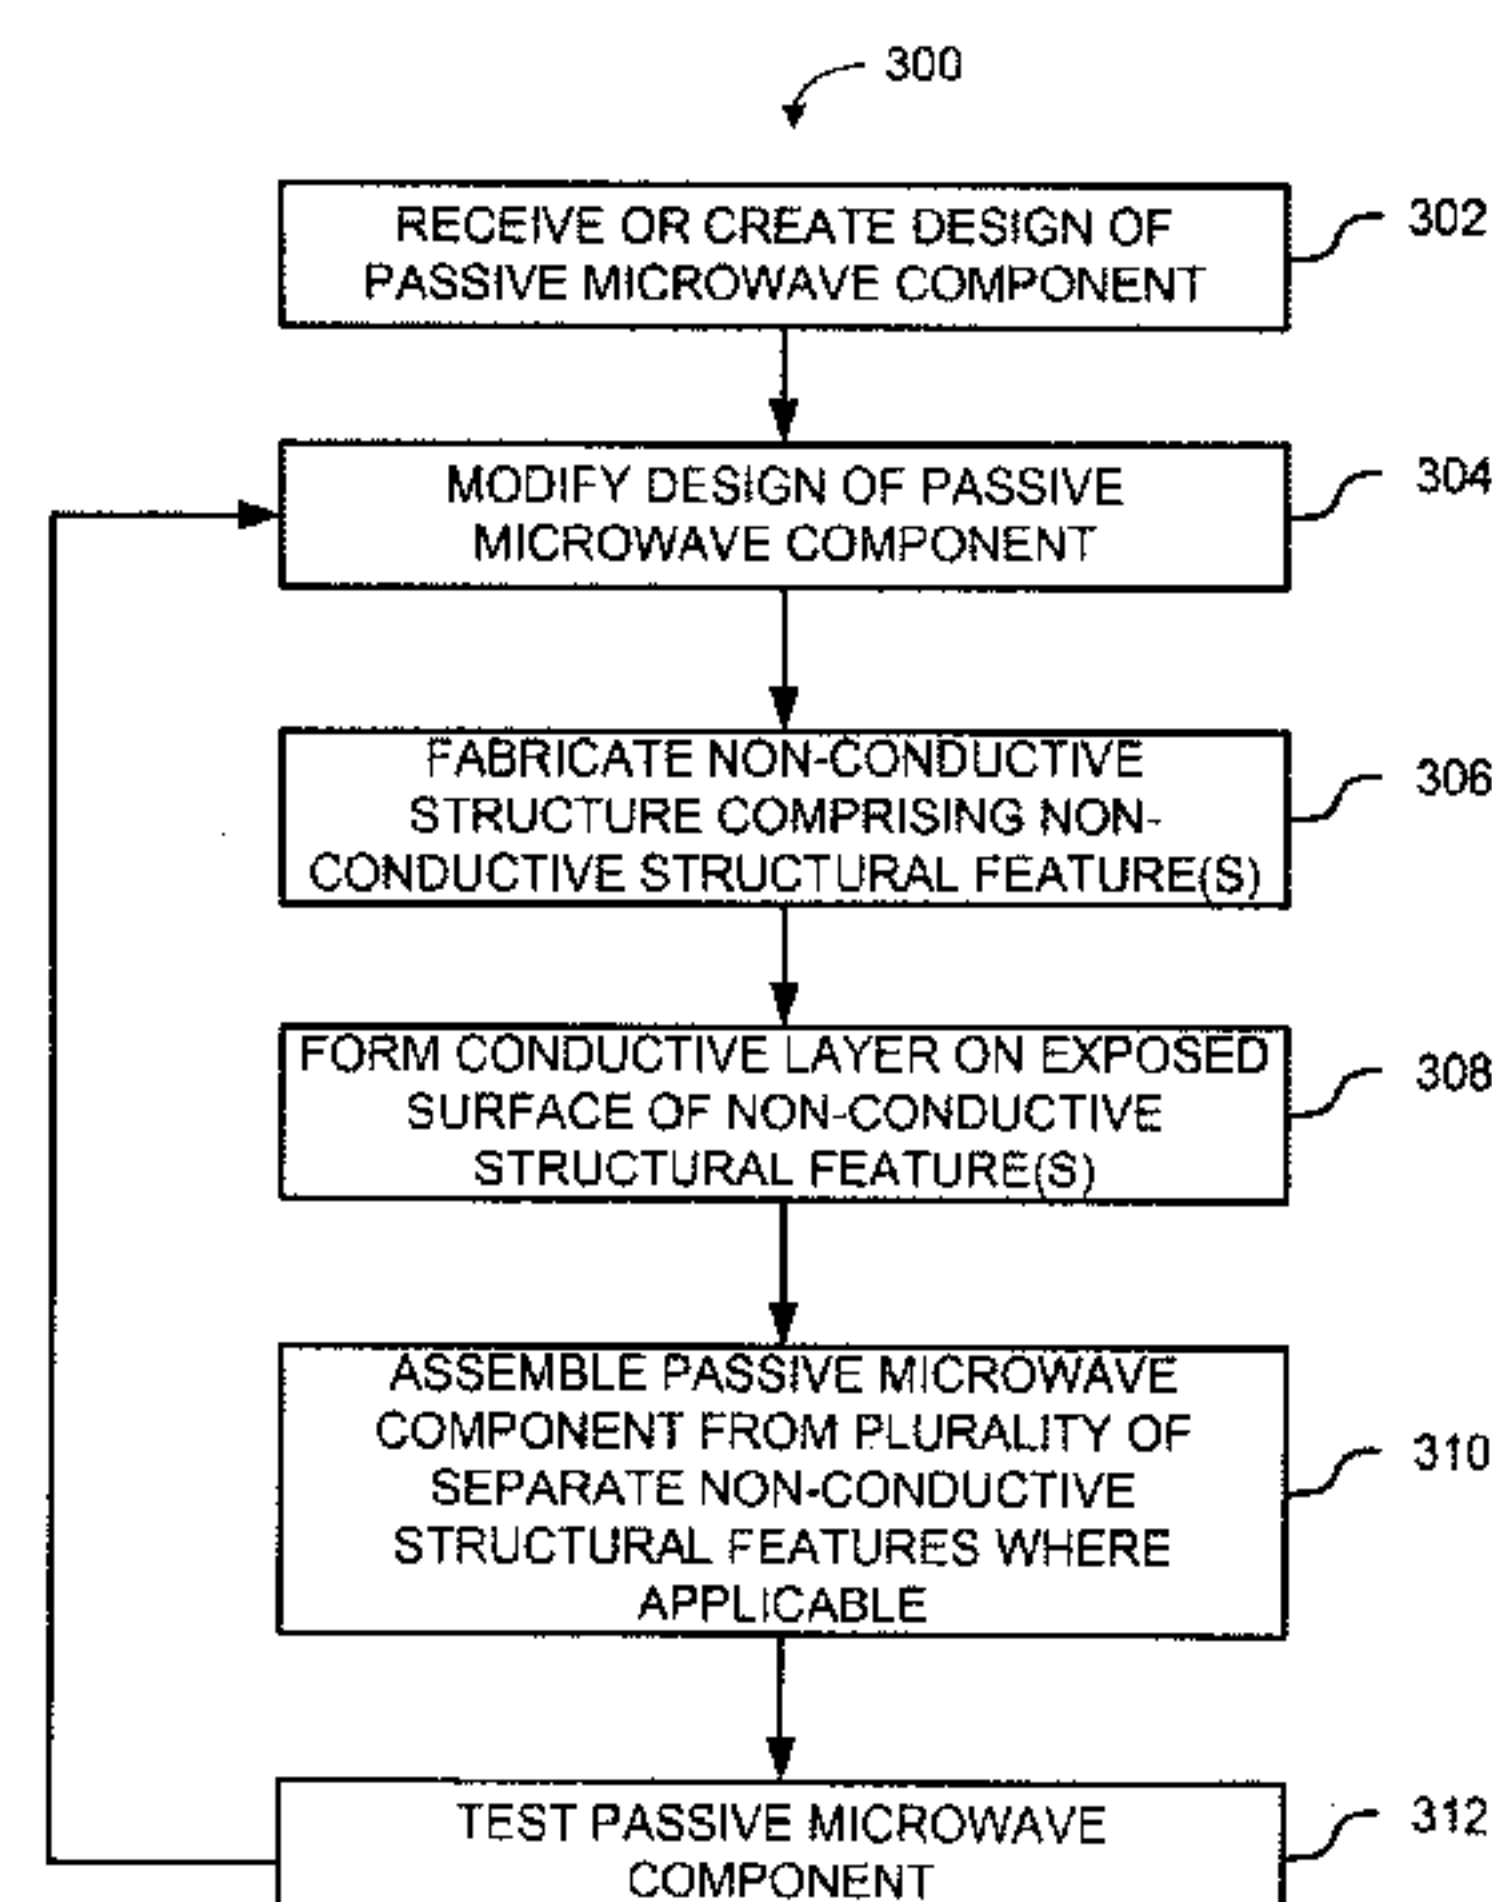 300
RECEIVE OR CREATE DESIGN OF
PASSIVE MICROWAVE COMPONENT
302
MODIFY DESIGN OF PASSIVE
MICROWAVE COMPONENT
304
FABRICATE NON-CONDUCTIVE
STRUCTURE COMPRISING NON-
CONDUCTIVE STRUCTURAL FEATURE(S)
306
FORM CONDUCTIVE LAYER ON EXPOSED
SURFACE OF NON-CONDUCTIVE
STRUCTURAL FEATURE(S)
308
ASSEMBLE PASSIVE MICROWAVE
COMPONENT FROM PLURALITY OF
SEPARATE NON-CONDUCTIVE
STRUCTURAL FEATURES WHERE
APPLICABLE
310
TEST PASSIVE MICROWAVE
COMPONENT
312